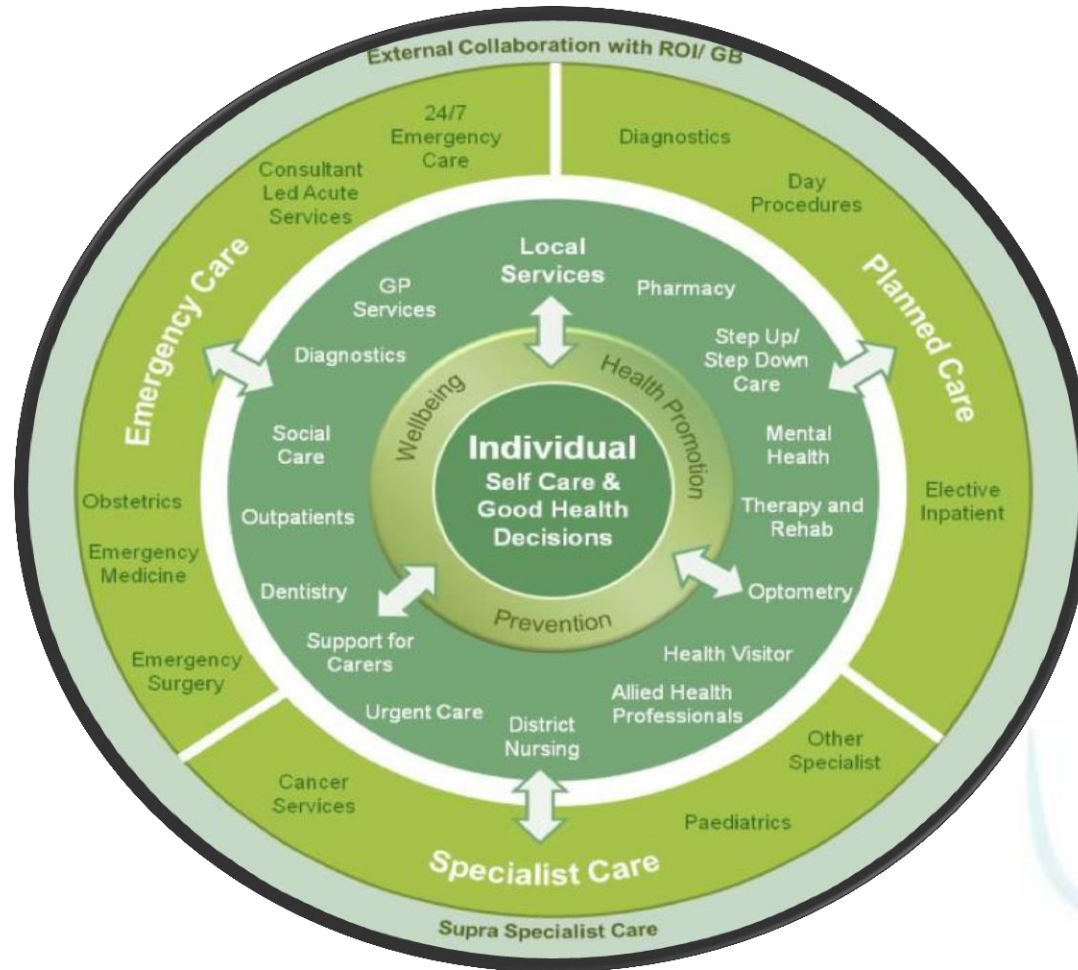 External Collaboration with ROI/ GB
24/7
Emergency
Care
Consultant
Led Acute
Services
Emergency Care
Obstetrics
Emergency
Medicine
Emergency
Surgery
Diagnostics
Day
Procedures
Planned Care
Elective
Inpatient
Local
Services
GP
Services
Diagnostics
Social
Care
Outpatients
Dentistry
Support for
Carers
Urgent Care
District
Nursing
Pharmacy
Step Up/
Step Down
Care
Mental
Health
Therapy and
Rehab
Optometry
Health Visitor
Allied Health
Professionals
Wellbeing
Health Promotion
Prevention
Individual
Self Care &
Good Health
Decisions
Cancer
Services
Specialist Care
Paediatrics
Other
Specialist
Supra Specialist Care